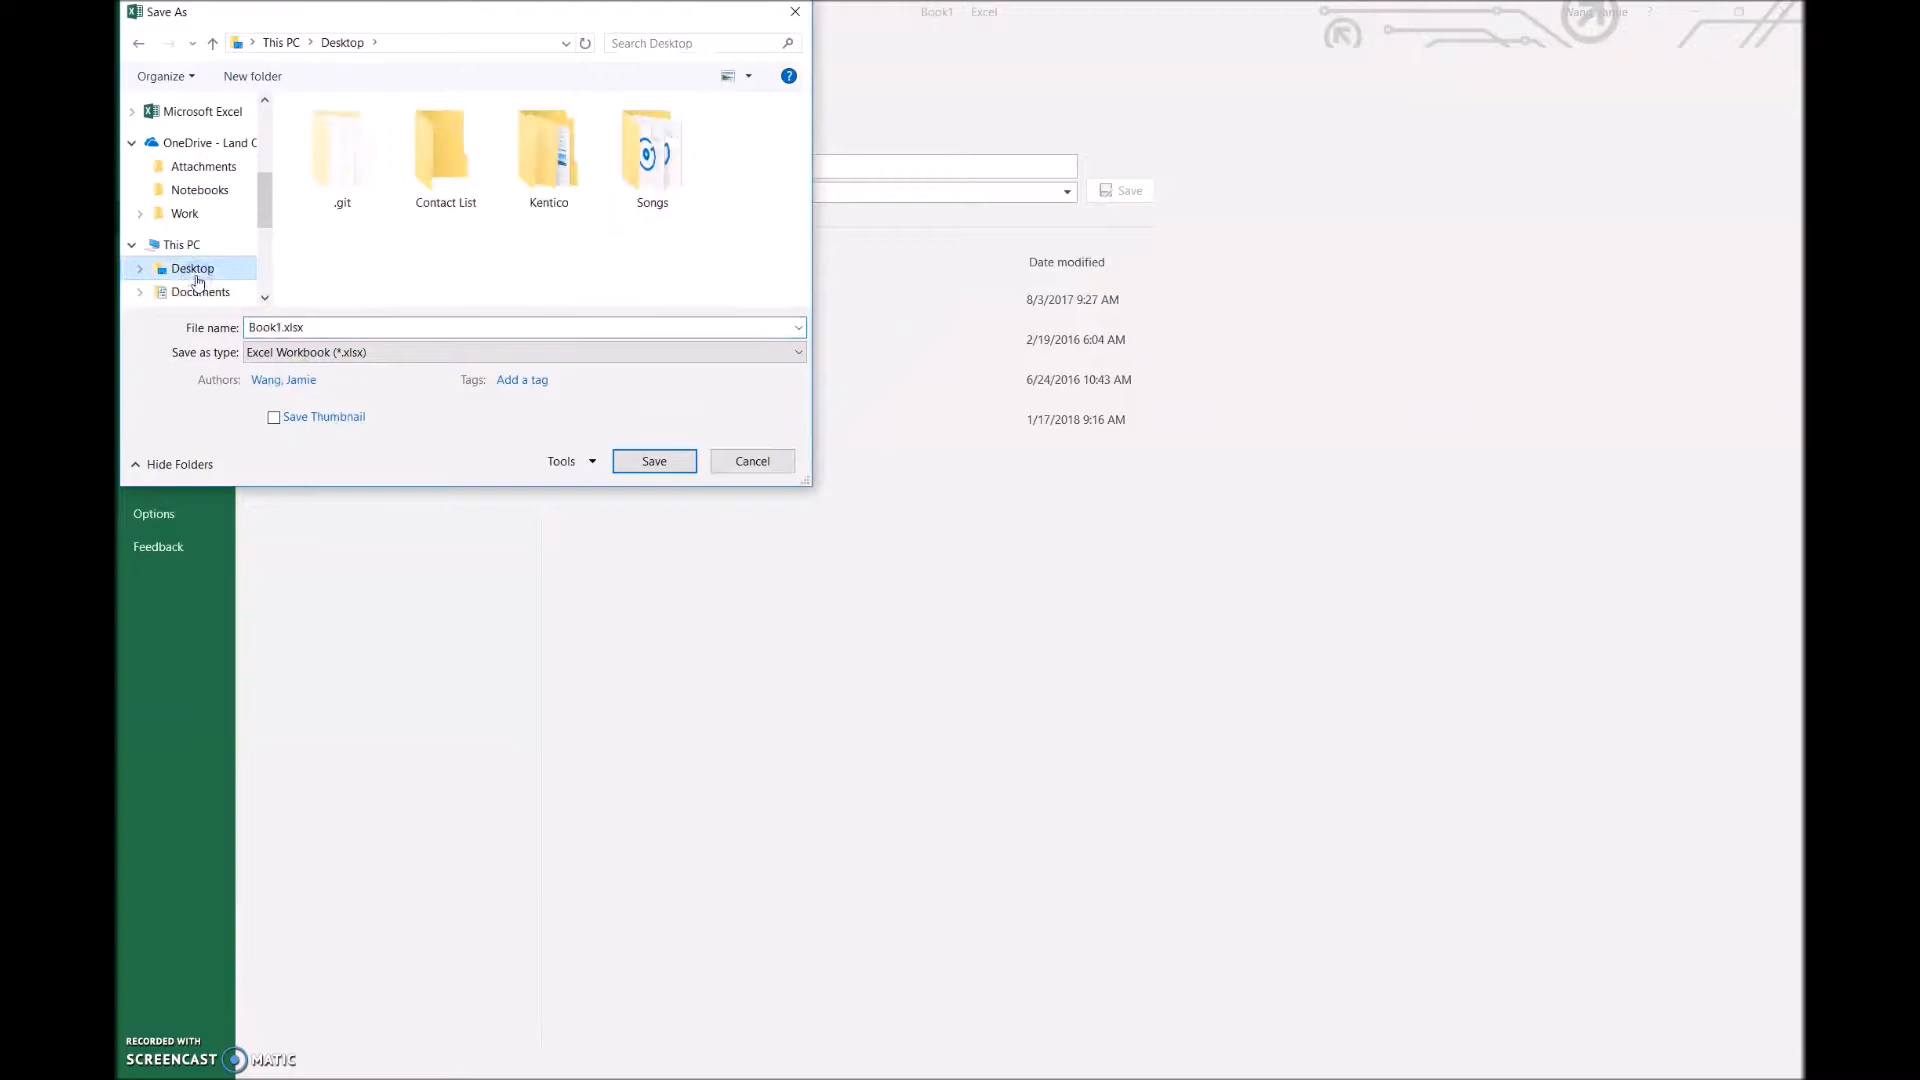 Save As
Book1 Excel
Wang, Jamie ?
This PC Desktop
Search Desktop
Organize New folder
?
Microsoft Excel
OneDrive - Land C
Attachments
Notebooks
Work
This PC
Desktop
Documents
.git Contact List Kentico Songs
Save
Date modified
8/3/2017 9:27 AM
2/19/2016 6:04 AM
6/24/2016 10:43 AM
1/17/2018 9:16 AM
File name: Book1.xlsx
Save as type: Excel Workbook (*.xlsx)
Authors: Wang, Jamie Tags: Add a tag
Save Thumbnail
Hide Folders Tools Save Cancel
Options
Feedback
RECORDED WITH
SCREENCAST MATIC